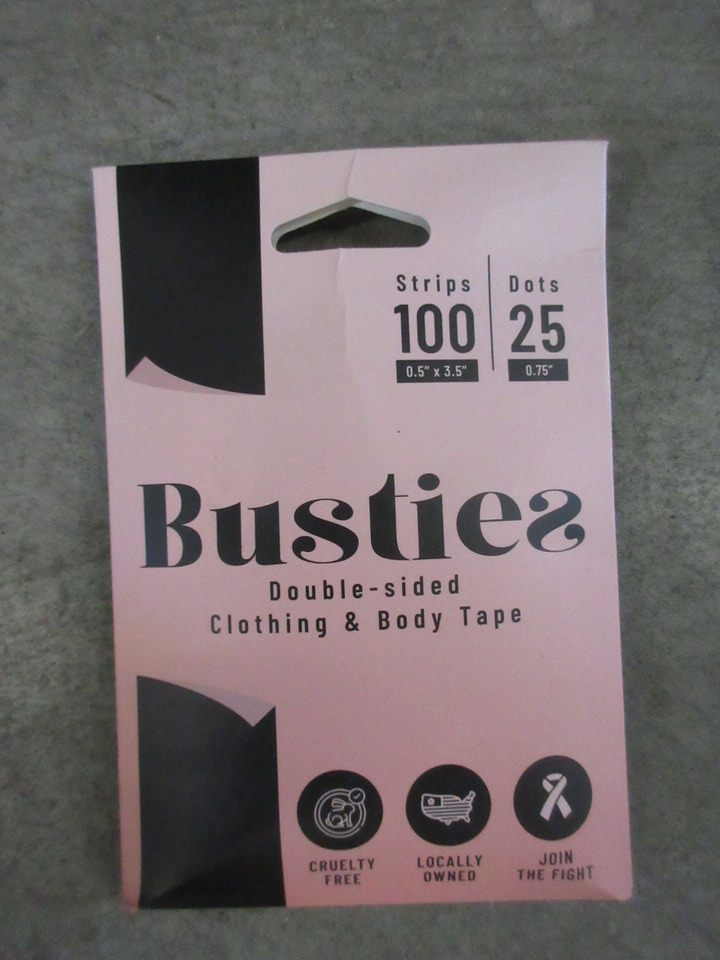 Strips
100
0.5" x 3.5"
Dots
25
0.75"
Busties
Double-sided
Clothing & Body Tape
CRUELTY
FREE
LOCALLY
OWNED
JOIN
THE FIGHT